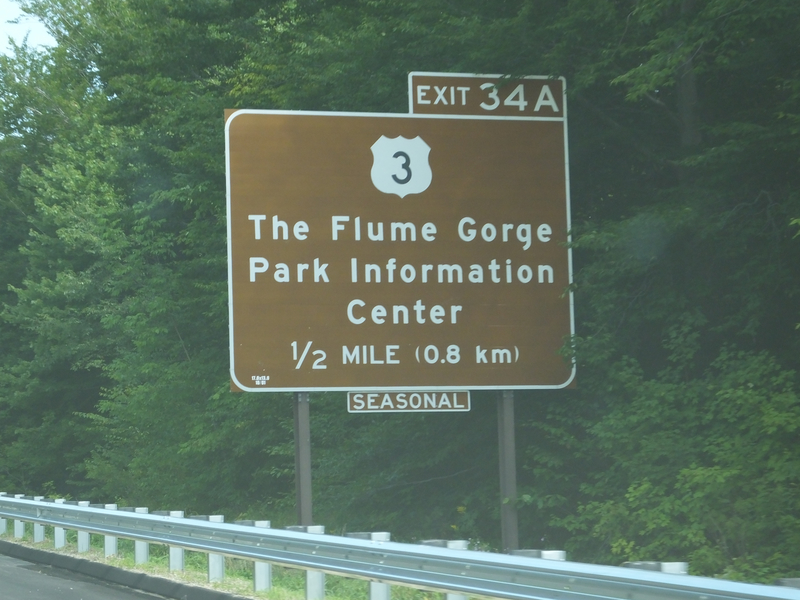 EXIT 34A
3
The Flume Gorge
Park Information
Center
1/2 MILE (0.8 km)
SEASONAL